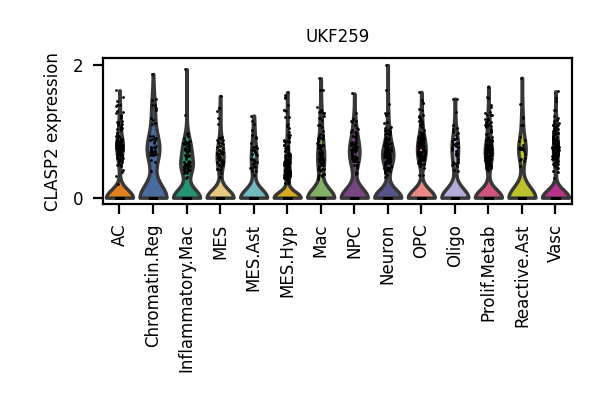 UKF259
CLASP2 expression
2
0
AC
Chromatin.Reg
Inflammatory.Mac
MES
MES.Ast
MES.Hyp
Mac
NPC
Neuron
OPC
Oligo
Prolif.Metab
Reactive.Ast
Vasc